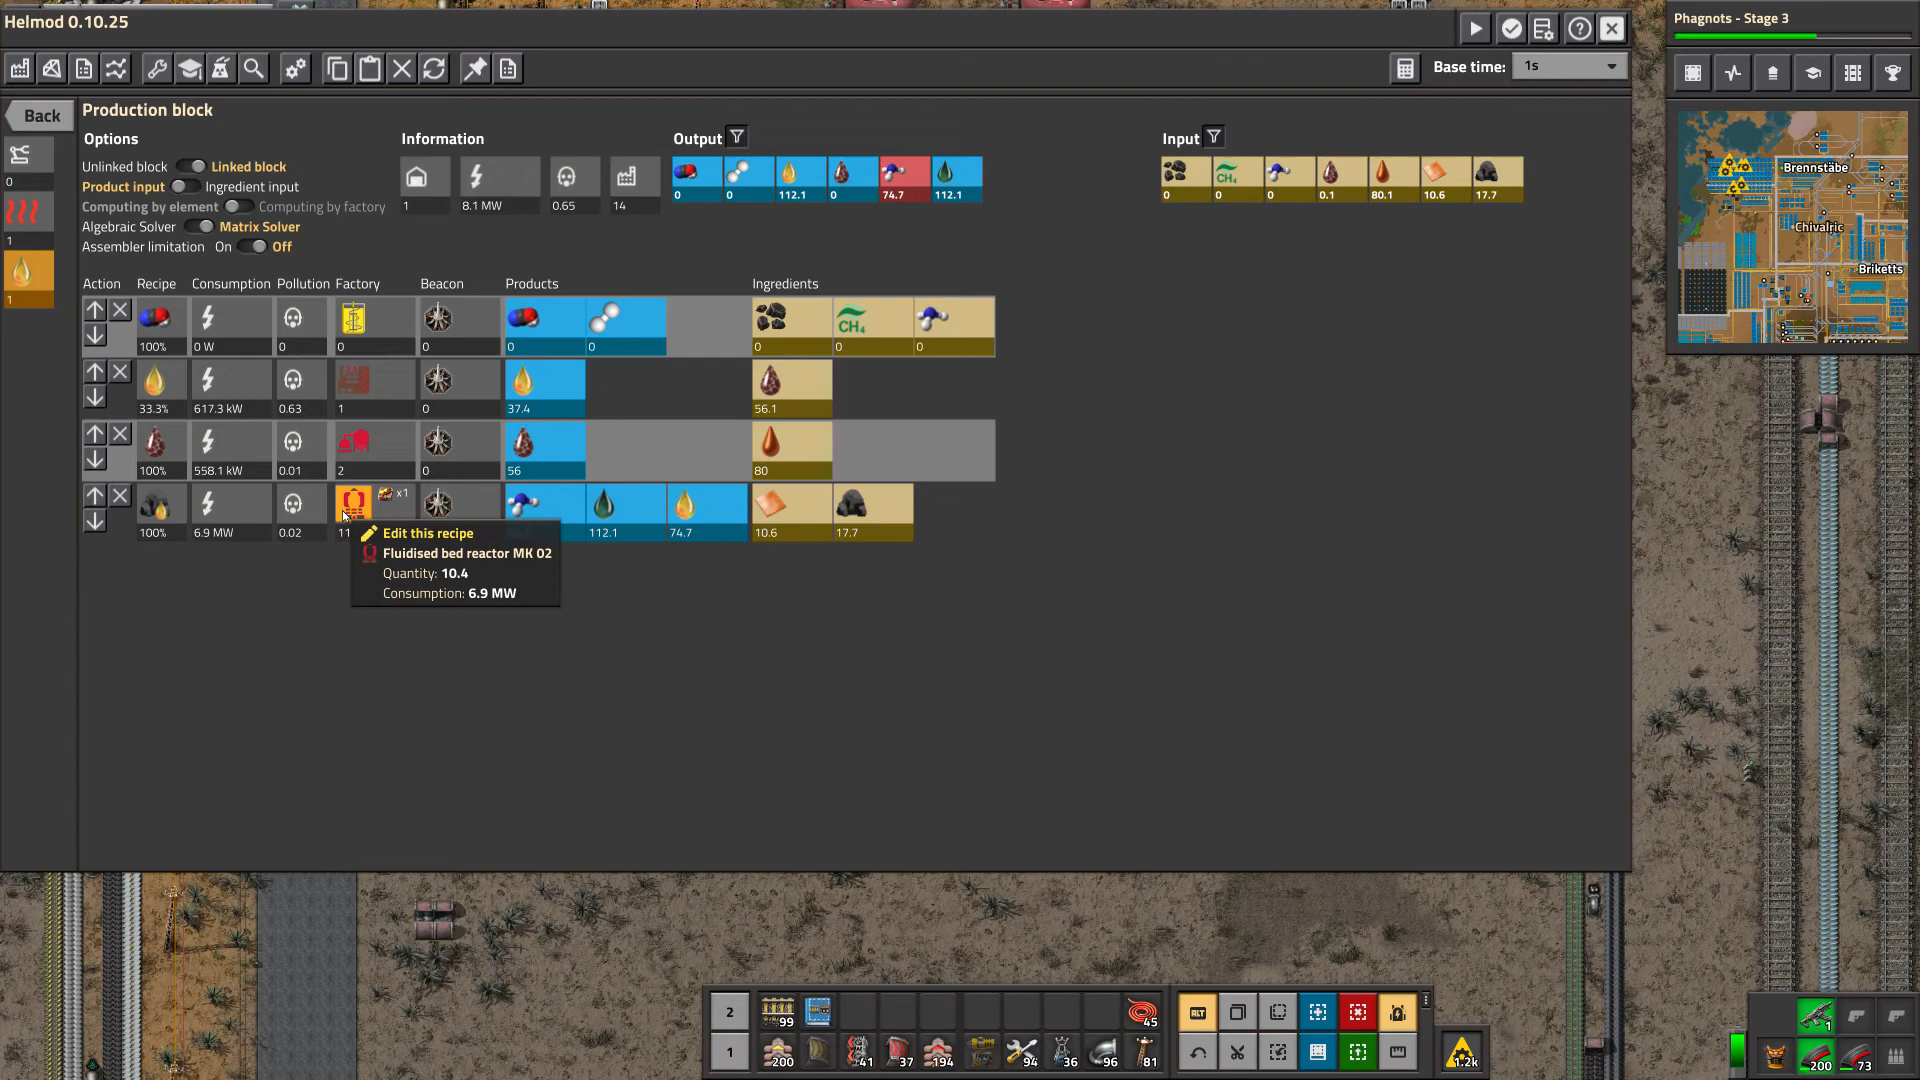 Helmod 0.10.25
Phagnots - Stage 3
Base time: 1s
Back
Production block
Options
Information
Output
Input
Unlinked block Linked block
Product input Ingredient input
Computing by element Computing by factory
Algebraic Solver Matrix Solver
Assembler limitation On Off
1 8.1 MW 0.65 14
0 0 112.1 0 74.7 112.1
CH4
0 0 0 0.1 80.1 10.6 17.7
0
1
1
Brennstäbe
Chivalric
Briketts
Action Recipe Consumption Pollution Factory Beacon Products Ingredients
CH4
100% 0 W 0 0 0 0 0 0 0 0
33.3% 617.3 kW 0.63 1 0 37.4 56.1
100% 558.1 kW 0.01 2 0 56 80
x1
100% 6.9 MW 0.02 11 112.1 74.7 10.6 17.7
Edit this recipe
Fluidised bed reactor MK 02
Quantity: 10.4
Consumption: 6.9 MW
2 99 45
ALT
1 200 41 37 194 94 36 96 81
1.2k
1
200 73